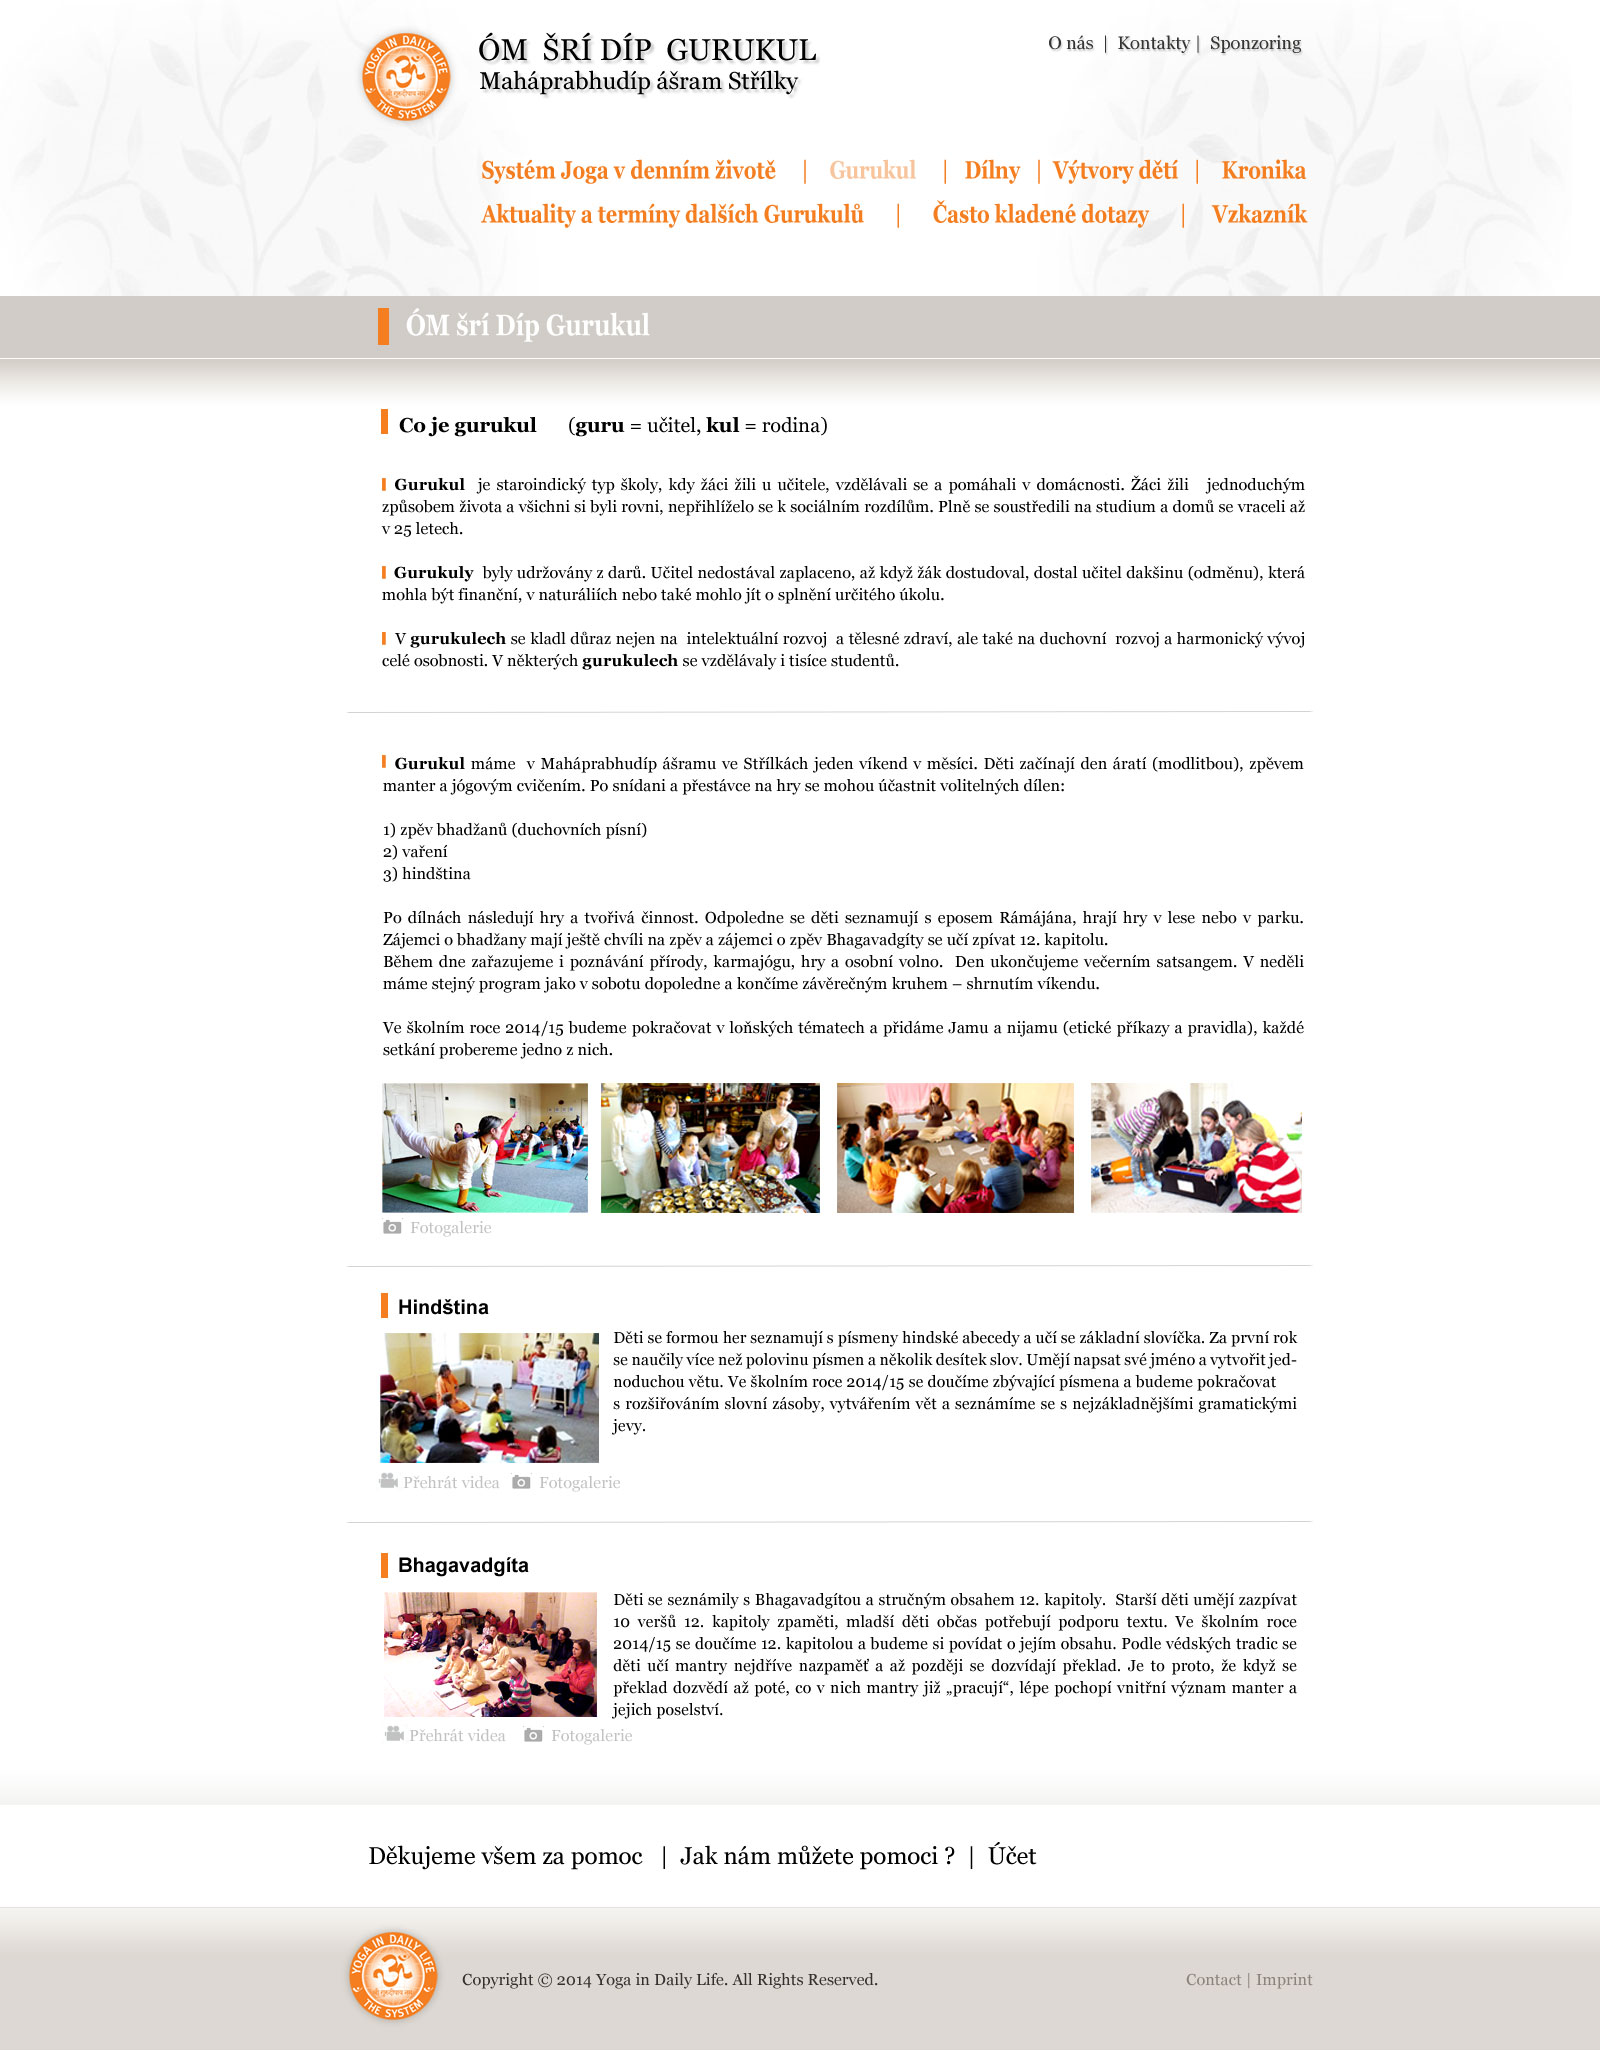 YOGA IN DAILY LIFE
THE SYSTEM
ÓM ŠRÍ DÍP GURUKUL
Maháprabhudíp ášram Střílky
O nás | Kontakty | Sponzoring
Systém Joga v denním životě | Gurukul | Dílny | Výtvory dětí | Kronika
Aktuality a termíny dalších Gurukulů | Často kladené dotazy | Vzkazník
ÓM šrí Díp Gurukul
Co je gurukul (guru = učitel, kul = rodina)
Gurukul je staroindický typ školy, kdy žáci žili u učitele, vzdělávali se a pomáhali v domácnosti. Žáci žili jednoduchým
způsobem života a všichni si byli rovni, nepřihlíželo se k sociálním rozdílům. Plně se soustředili na studium a domů se vraceli až
v 25 letech.
Gurukuly byly udržovány z darů. Učitel nedostával zaplaceno, až když žák dostudoval, dostal učitel dakšinu (odměnu), která
mohla být finanční, v naturáliích nebo také mohlo jít o splnění určitého úkolu.
V gurukulech se kladl důraz nejen na intelektuální rozvoj a tělesné zdraví, ale také na duchovní rozvoj a harmonický vývoj
celé osobnosti. V některých gurukulech se vzdělávaly i tisíce studentů.
Gurukul máme v Maháprabhudíp ášramu ve Střílkách jeden víkend v měsíci. Děti začínají den áratí (modlitbou), zpěvem
manter a jógovým cvičením. Po snídani a přestávce na hry se mohou účastnit volitelných dílen:
1) zpěv bhadžanů (duchovních písní)
2) vaření
3) hindština
Po dílnách následují hry a tvořivá činnost. Odpoledne se děti seznamují s eposem Rámájána, hrají hry v lese nebo v parku.
Zájemci o bhadžany mají ještě chvíli na zpěv a zájemci o zpěv Bhagavadgíty se učí zpívat 12. kapitolu.
Během dne zařazujeme i poznávání přírody, karmajógu, hry a osobní volno. Den ukončujeme večerním satsangem. V neděli
máme stejný program jako v sobotu dopoledne a končíme závěrečným kruhem – shrnutím víkendu.
Ve školním roce 2014/15 budeme pokračovat v loňských tématech a přidáme Jamu a nijamu (etické příkazy a pravidla), každé
setkání probereme jedno z nich.
Fotogalerie
Hindština
Děti se formou her seznamují s písmeny hindské abecedy a učí se základní slovíčka. Za první rok
se naučily více než polovinu písmen a několik desítek slov. Umějí napsat své jméno a vytvořit jed-
noduchou větu. Ve školním roce 2014/15 se doučíme zbývající písmena a budeme pokračovat
s rozšiřováním slovní zásoby, vytvářením vět a seznámíme se s nejzákladnějšími gramatickými
jevy.
Přehrát videa Fotogalerie
Bhagavadgíta
Děti se seznámily s Bhagavadgítou a stručným obsahem 12. kapitoly. Starší děti umějí zazpívat
10 veršů 12. kapitoly zpaměti, mladší děti občas potřebují podporu textu. Ve školním roce
2014/15 se doučíme 12. kapitolou a budeme si povídat o jejím obsahu. Podle védských tradic se
děti učí mantry nejdříve nazpaměť a až později se dozvídají překlad. Je to proto, že když se
překlad dozvědí až poté, co v nich mantry již „pracují“, lépe pochopí vnitřní význam manter a
jejich poselství.
Přehrát videa Fotogalerie
Děkujeme všem za pomoc | Jak nám můžete pomoci ? | Účet
YOGA IN DAILY LIFE
THE SYSTEM
Copyright © 2014 Yoga in Daily Life. All Rights Reserved.
Contact | Imprint